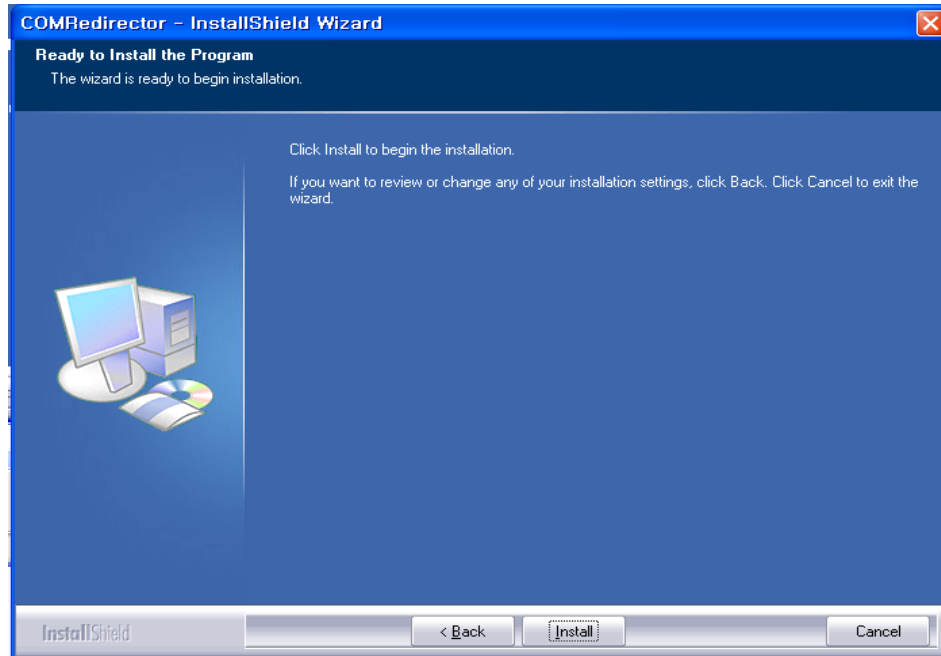 COMRedirector - InstallShield Wizard
Ready to Install the Program
The wizard is ready to begin installation.
Click Install to begin the installation.
If you want to review or change any of your installation settings, click Back. Click Cancel to exit the
wizard.
InstallShield
< Back
Install
Cancel